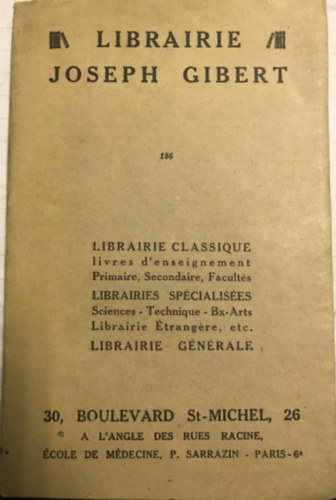 LIBRAIRIE
JOSEPH GIBERT
186
LIBRAIRIE CLASSIQUE
livres d'enseignement
Primaire, Secondaire, Facultés
LIBRAIRIES SPÉCIALISÉES
Sciences - Technique - Bx-Arts
Librairie Étrangère, etc.
LIBRAIRIE GÉNÉRALE
30, BOULEVARD St-MICHEL, 26
A L'ANGLE DES RUES RACINE,
ÉCOLE DE MÉDECINE, P. SARRAZIN - PARIS-6e